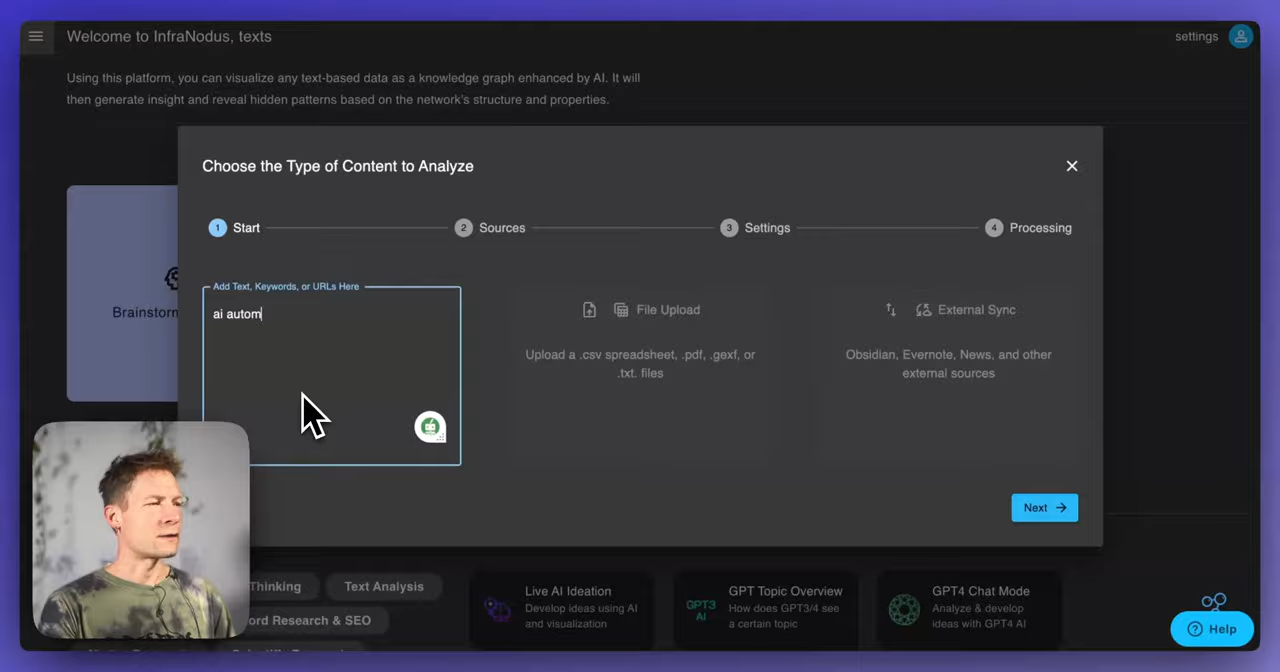 Welcome to InfraNodus, texts
settings
Using this platform, you can visualize any text-based data as a knowledge graph enhanced by AI. It will
then generate insight and reveal hidden patterns based on the network's structure and properties.
Choose the Type of Content to Analyze
1 Start
2 Sources
3 Settings
4 Processing
Add Text, Keywords, or URLs Here
ai autom
File Upload
Upload a .csv spreadsheet, .pdf, .gexf, or
.txt. files
External Sync
Obsidian, Evernote, News, and other
external sources
Brainstorm
Next
Thinking
Text Analysis
ord Research & SEO
Live AI Ideation
Develop ideas using AI
and visualization
GPT3
AI
GPT Topic Overview
How does GPT3/4 see
a certain topic
GPT4 Chat Mode
Analyze & develop
ideas with GPT4 AI
Help